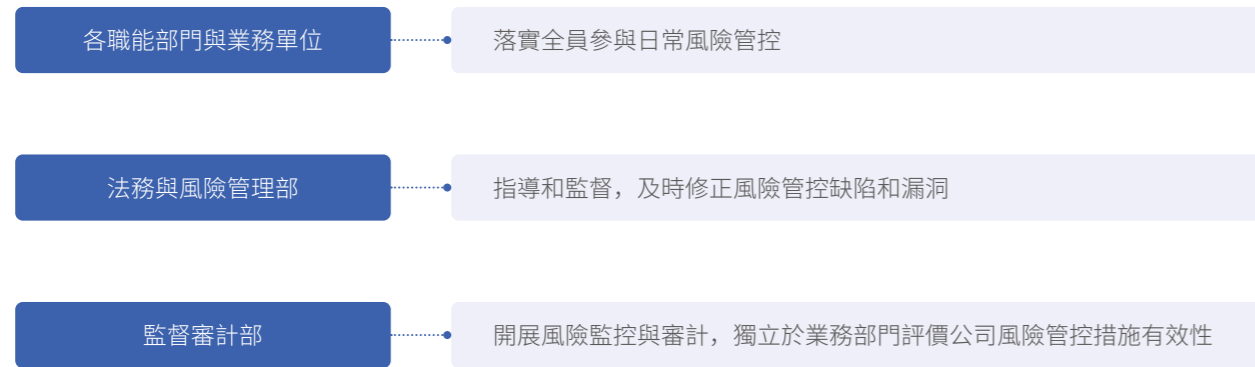 各職能部門與業務單位
落實全員參與日常風險管控
法務與風險管理部
指導和監督，及時修正風險管控缺陷和漏洞
監督審計部
開展風險監控與審計，獨立於業務部門評價公司風險管控措施有效性